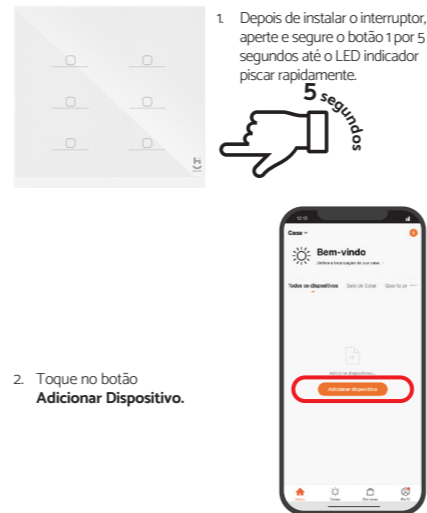 1. Depois de instalar o interruptor,
aperte e segure o botão 1 por 5
segundos até o LED indicador
piscar rapidamente.
5 segundos
Casa
Bem-vindo
Todos os dispositivos Sala de Estar
Adicionar dispositivo
2. Toque no botão
Adicionar Dispositivo.
Perfil